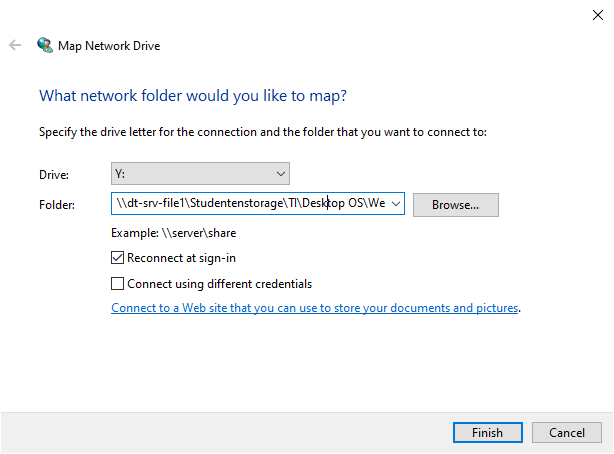 Map Network Drive
What network folder would you like to map?
Specify the drive letter for the connection and the folder that you want to connect to:
Drive: Y:
Folder: \\dt-srv-file1\Studentenstorage\TI\Desktop OS\We Browse...
Example: \\server\share
Reconnect at sign-in
Connect using different credentials
Connect to a Web site that you can use to store your documents and pictures.
Finish Cancel